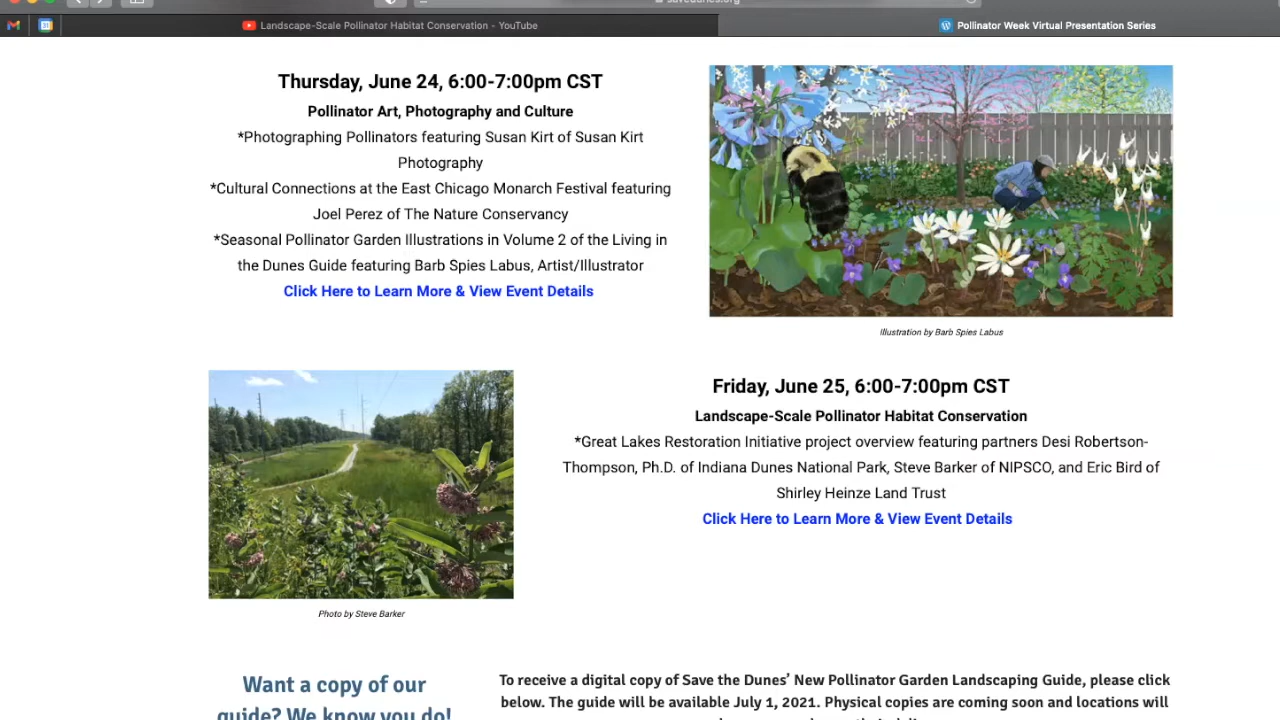 savedunes.org
Landscape-Scale Pollinator Habitat Conservation - YouTube
Pollinator Week Virtual Presentation Series
Thursday, June 24, 6:00-7:00pm CST
Pollinator Art, Photography and Culture
*Photographing Pollinators featuring Susan Kirt of Susan Kirt
Photography
*Cultural Connections at the East Chicago Monarch Festival featuring
Joel Perez of The Nature Conservancy
*Seasonal Pollinator Garden Illustrations in Volume 2 of the Living in
the Dunes Guide featuring Barb Spies Labus, Artist/Illustrator
Click Here to Learn More & View Event Details
Illustration by Barb Spies Labus
Friday, June 25, 6:00-7:00pm CST
Landscape-Scale Pollinator Habitat Conservation
*Great Lakes Restoration Initiative project overview featuring partners Desi Robertson-
Thompson, Ph.D. of Indiana Dunes National Park, Steve Barker of NIPSCO, and Eric Bird of
Shirley Heinze Land Trust
Click Here to Learn More & View Event Details
Photo by Steve Barker
Want a copy of our
guide? We know you do!
To receive a digital copy of Save the Dunes' New Pollinator Garden Landscaping Guide, please click
below. The guide will be available July 1, 2021. Physical copies are coming soon and locations will